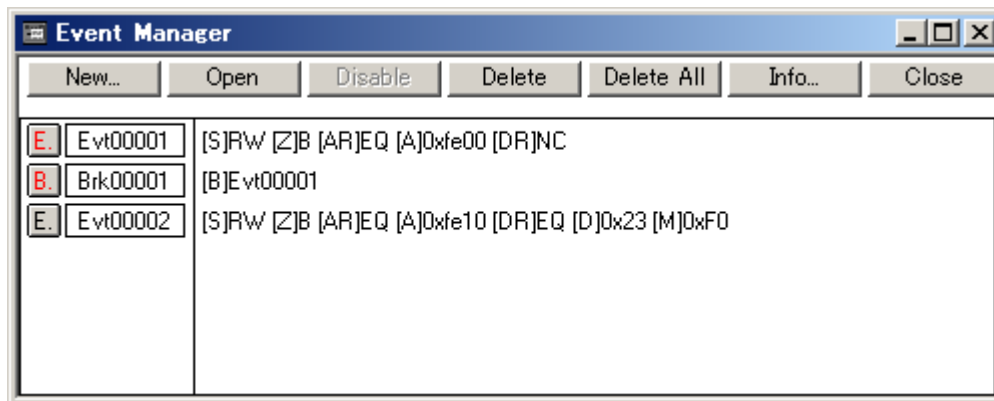 Event Manager
New... Open Disable Delete Delete All Info... Close
E. Evt00001 [S]RW [Z]B [AR]EQ [A]0xfe00 [DR]NC
B. Brk00001 [B]Evt00001
E. Evt00002 [S]RW [Z]B [AR]EQ [A]0xfe10 [DR]EQ [D]0x23 [M]0xF0